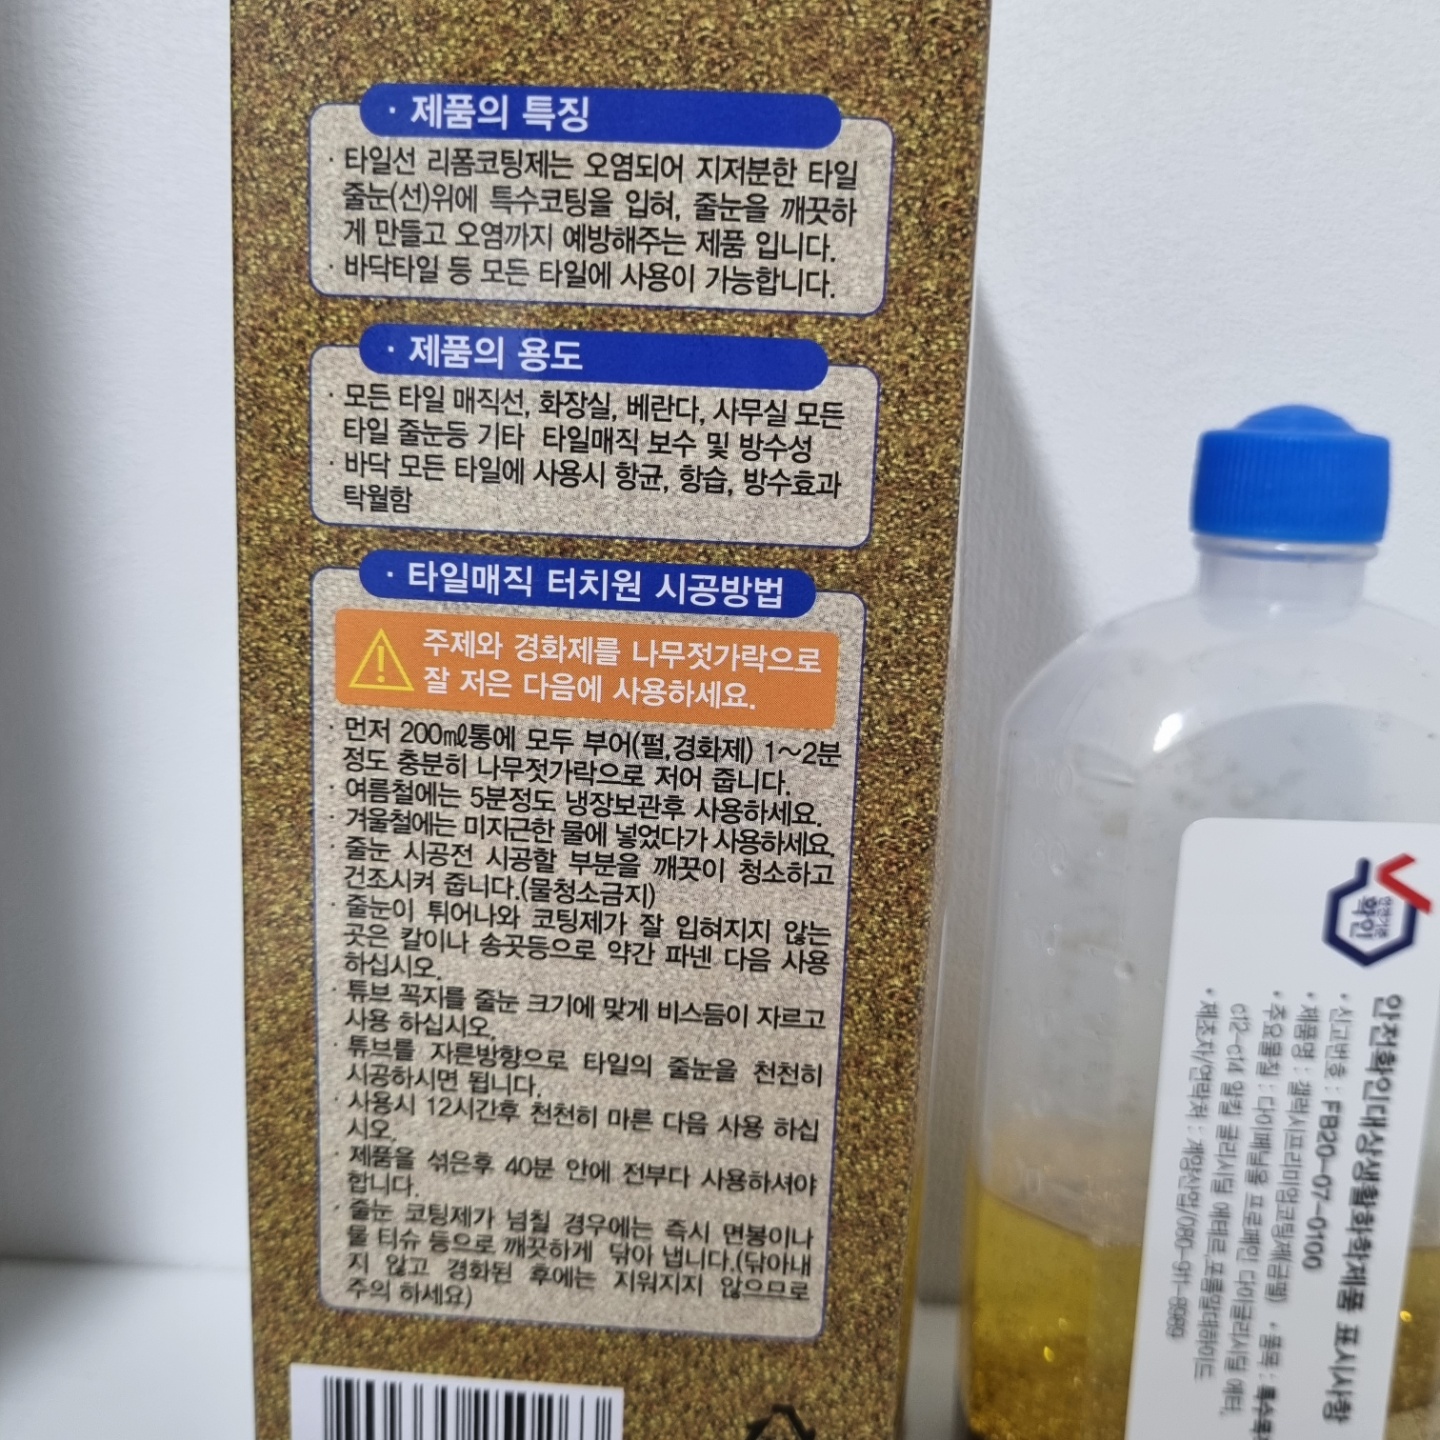 · 제품의 특징
· 타일선 리폼코팅제는 오염되어 지저분한 타일
줄눈(선)위에 특수코팅을 입혀, 줄눈을 깨끗하
게 만들고 오염까지 예방해주는 제품 입니다.
· 바닥타일 등 모든 타일에 사용이 가능합니다.
· 제품의 용도
· 모든 타일 매직선, 화장실, 베란다, 사무실 모든
타일 줄눈등 기타 타일매직 보수 및 방수성
· 바닥 모든 타일에 사용시 항균, 항습, 방수효과
탁월함
· 타일매직 터치원 시공방법
주제와 경화제를 나무젓가락으로
잘 저은 다음에 사용하세요.
· 먼저 200㎖통에 모두 부어(펄,경화제) 1~2분
정도 충분히 나무젓가락으로 저어 줍니다.
· 여름철에는 5분정도 냉장보관후 사용하세요.
· 겨울철에는 미지근한 물에 넣었다가 사용하세요.
· 줄눈 시공전 시공할 부분을 깨끗이 청소하고
건조시켜 줍니다.(물청소금지)
· 줄눈이 튀어나와 코팅제가 잘 입혀지지 않는
곳은 칼이나 송곳등으로 약간 파낸 다음 사용
하십시오.
· 튜브 꼭지를 줄눈 크기에 맞게 비스듬이 자르고
사용 하십시오.
· 튜브를 자른방향으로 타일의 줄눈을 천천히
시공하시면 됩니다.
· 사용시 12시간후 천천히 마른 다음 사용 하십
시오.
· 제품을 섞은후 40분 안에 전부다 사용하셔야
합니다.
· 줄눈 코팅제가 넘칠 경우에는 즉시 면봉이나
물 티슈 등으로 깨끗하게 닦아 냅니다.(닦아내
지 않고 경화된 후에는 지워지지 않으므로
주의 하세요)
확인
안전확인대상생활화학제품 표시사항
· 신고번호 : FB20-07-0100
· 제품명 : 갤럭시프리미엄코팅제(금펄) · 품목 : 특수목
· 주요물질 : 다이페닐올 프로페인 다이글리시딜 에터,
c12-c14 알킬 글리시딜 에테르 포름알데하이드
· 제조자/연락처 : 계양산업/080-911-8989